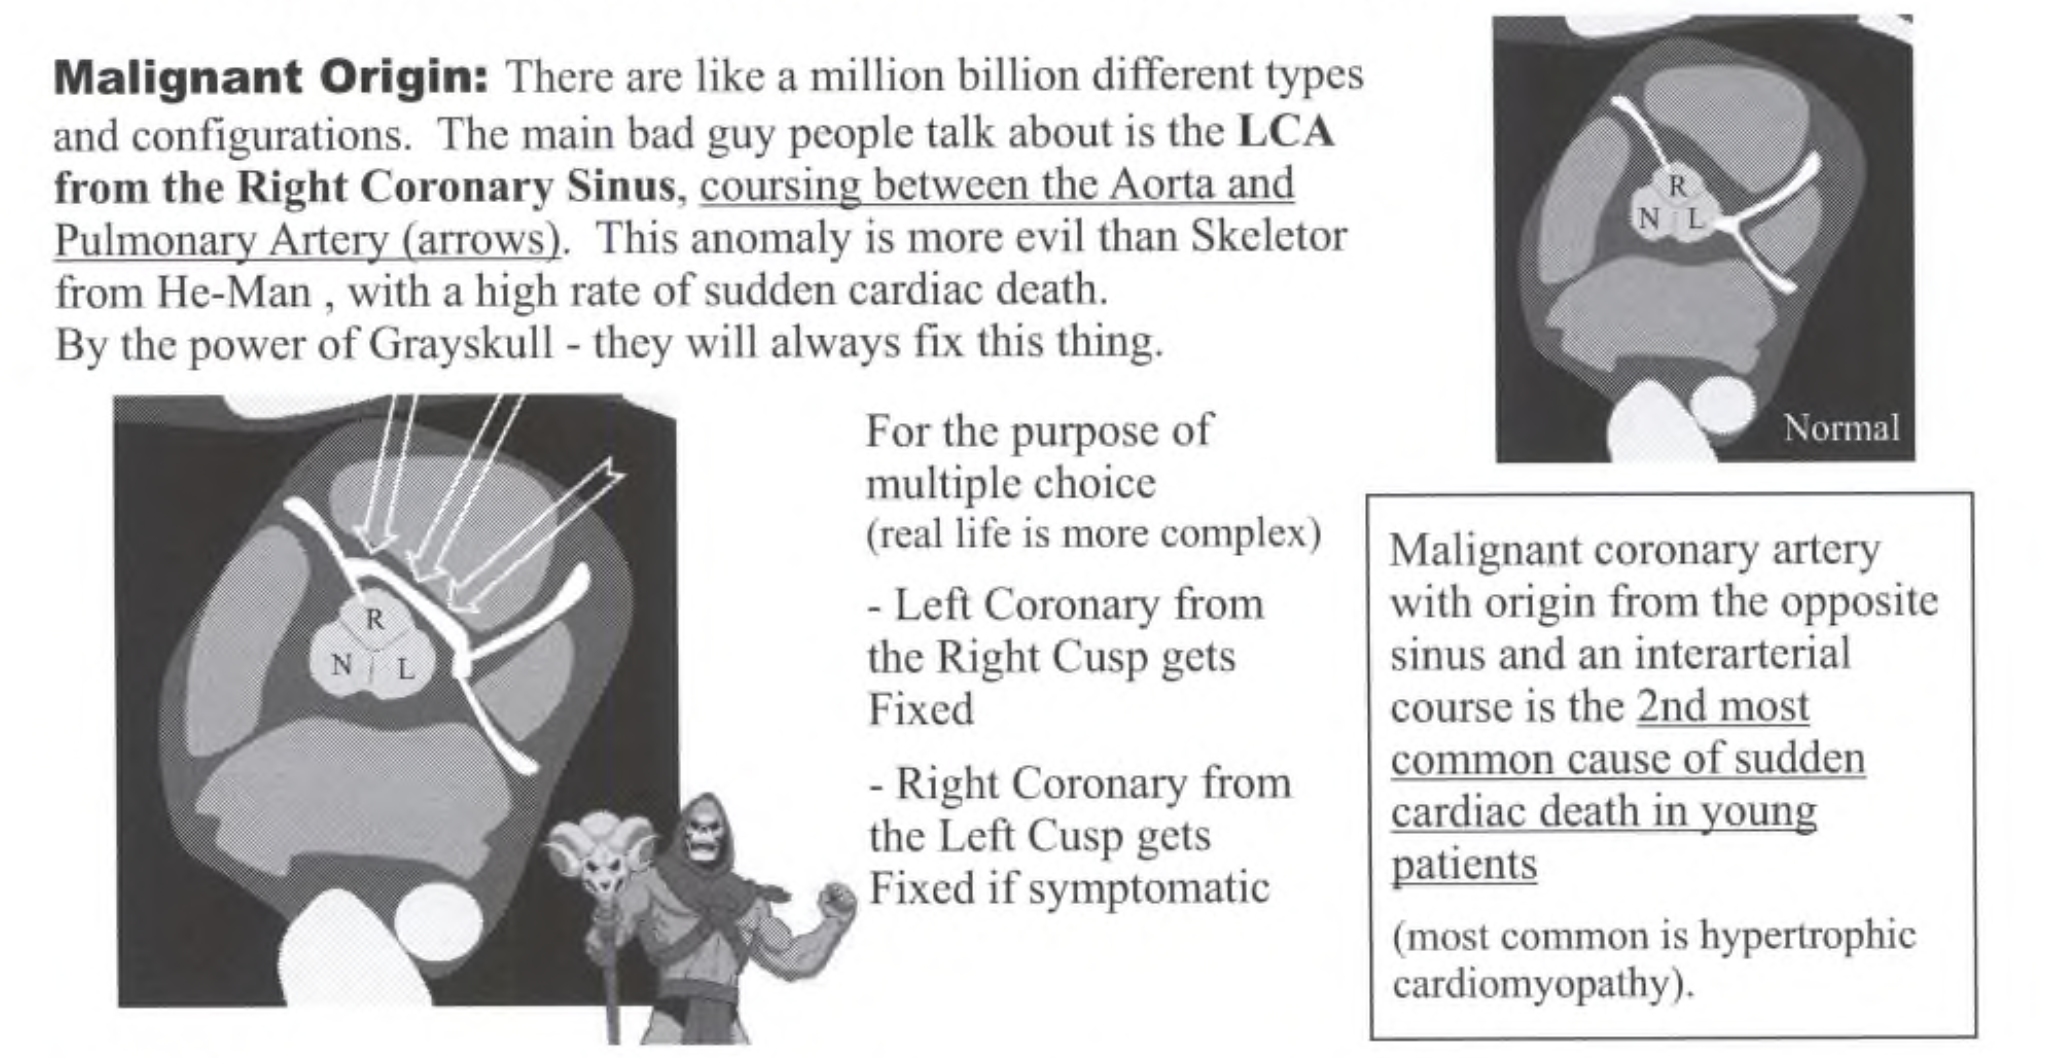 Malignant Origin: There are like a million billion different types
and configurations. The main bad guy people talk about is the LCA
from the Right Coronary Sinus, coursing between the Aorta and
Pulmonary Artery (arrows). This anomaly is more evil than Skeletor
from He-Man , with a high rate of sudden cardiac death.
By the power of Grayskull - they will always fix this thing.
R
N L
Normal
R
N L
For the purpose of
multiple choice
(real life is more complex)
- Left Coronary from
the Right Cusp gets
Fixed
- Right Coronary from
the Left Cusp gets
Fixed if symptomatic
Malignant coronary artery
with origin from the opposite
sinus and an interarterial
course is the 2nd most
common cause of sudden
cardiac death in young
patients
(most common is hypertrophic
cardiomyopathy).